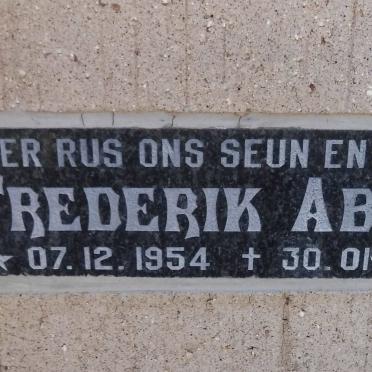 ER RUS ONS SEUN EN
FREDERIK AB
★ 07.12.1954 † 30.01